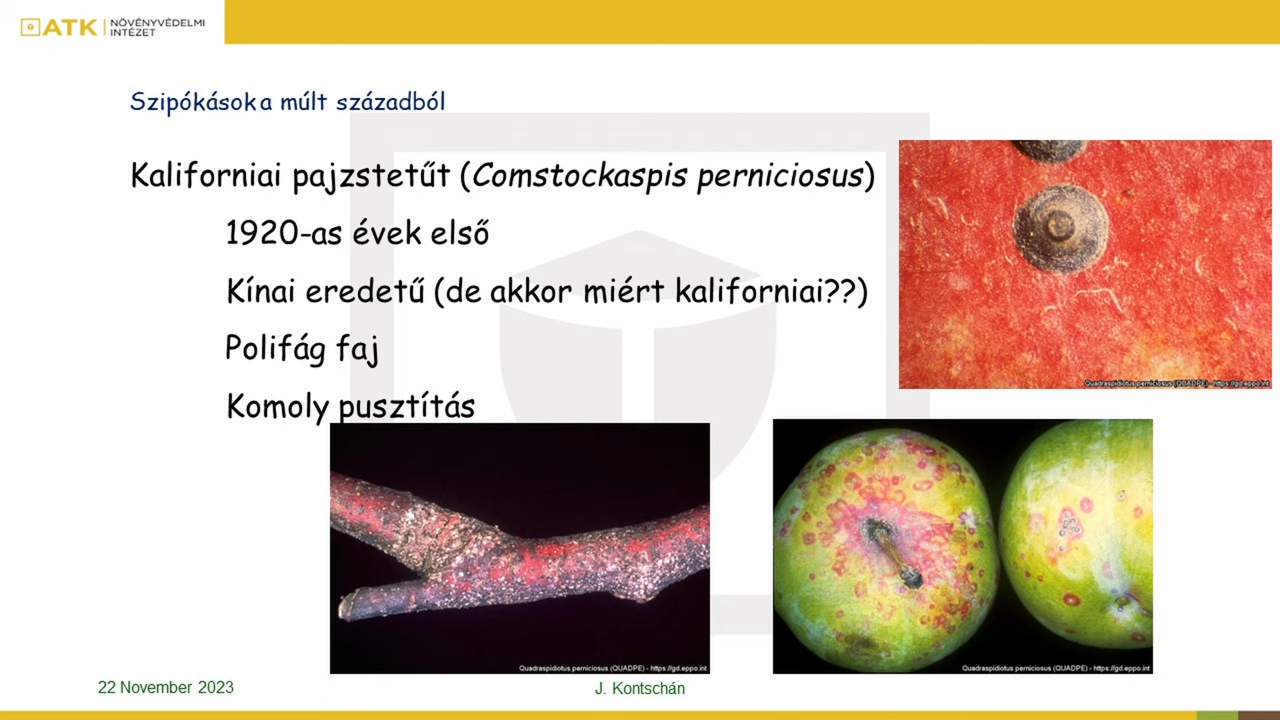 ATK NÖVÉNYVÉDELMI
INTÉZET
Szipókások a múlt századból
Kaliforniai pajzstetűt (Comstockaspis perniciosus)
1920-as évek első
Kínai eredetű (de akkor miért kaliforniai??)
Polifág faj
Komoly pusztítás
Quadraspidiotus perniciosus (QUADPE) - https://gd.eppo.int
Quadraspidiotus perniciosus (QUADPE) - https://gd.eppo.int
Quadraspidiotus perniciosus (QUADPE) - https://gd.eppo.int
22 November 2023
J. Kontschán